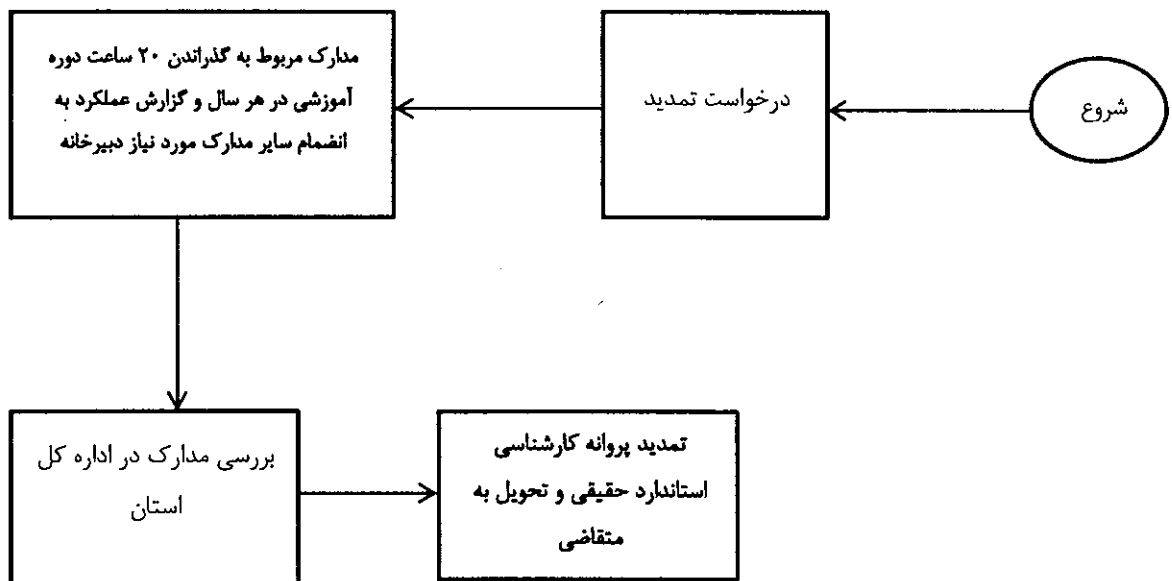 شروع
درخواست تمدید
مدارک مربوط به گذراندن ۲۰ ساعت دوره
آموزشی در هر سال و گزارش عملکرد به
انضمام سایر مدارک مورد نیاز دبیرخانه
بررسی مدارک در اداره کل
استان
تمدید پروانه کارشناسی
استاندارد حقیقی و تحویل به
متقاضی